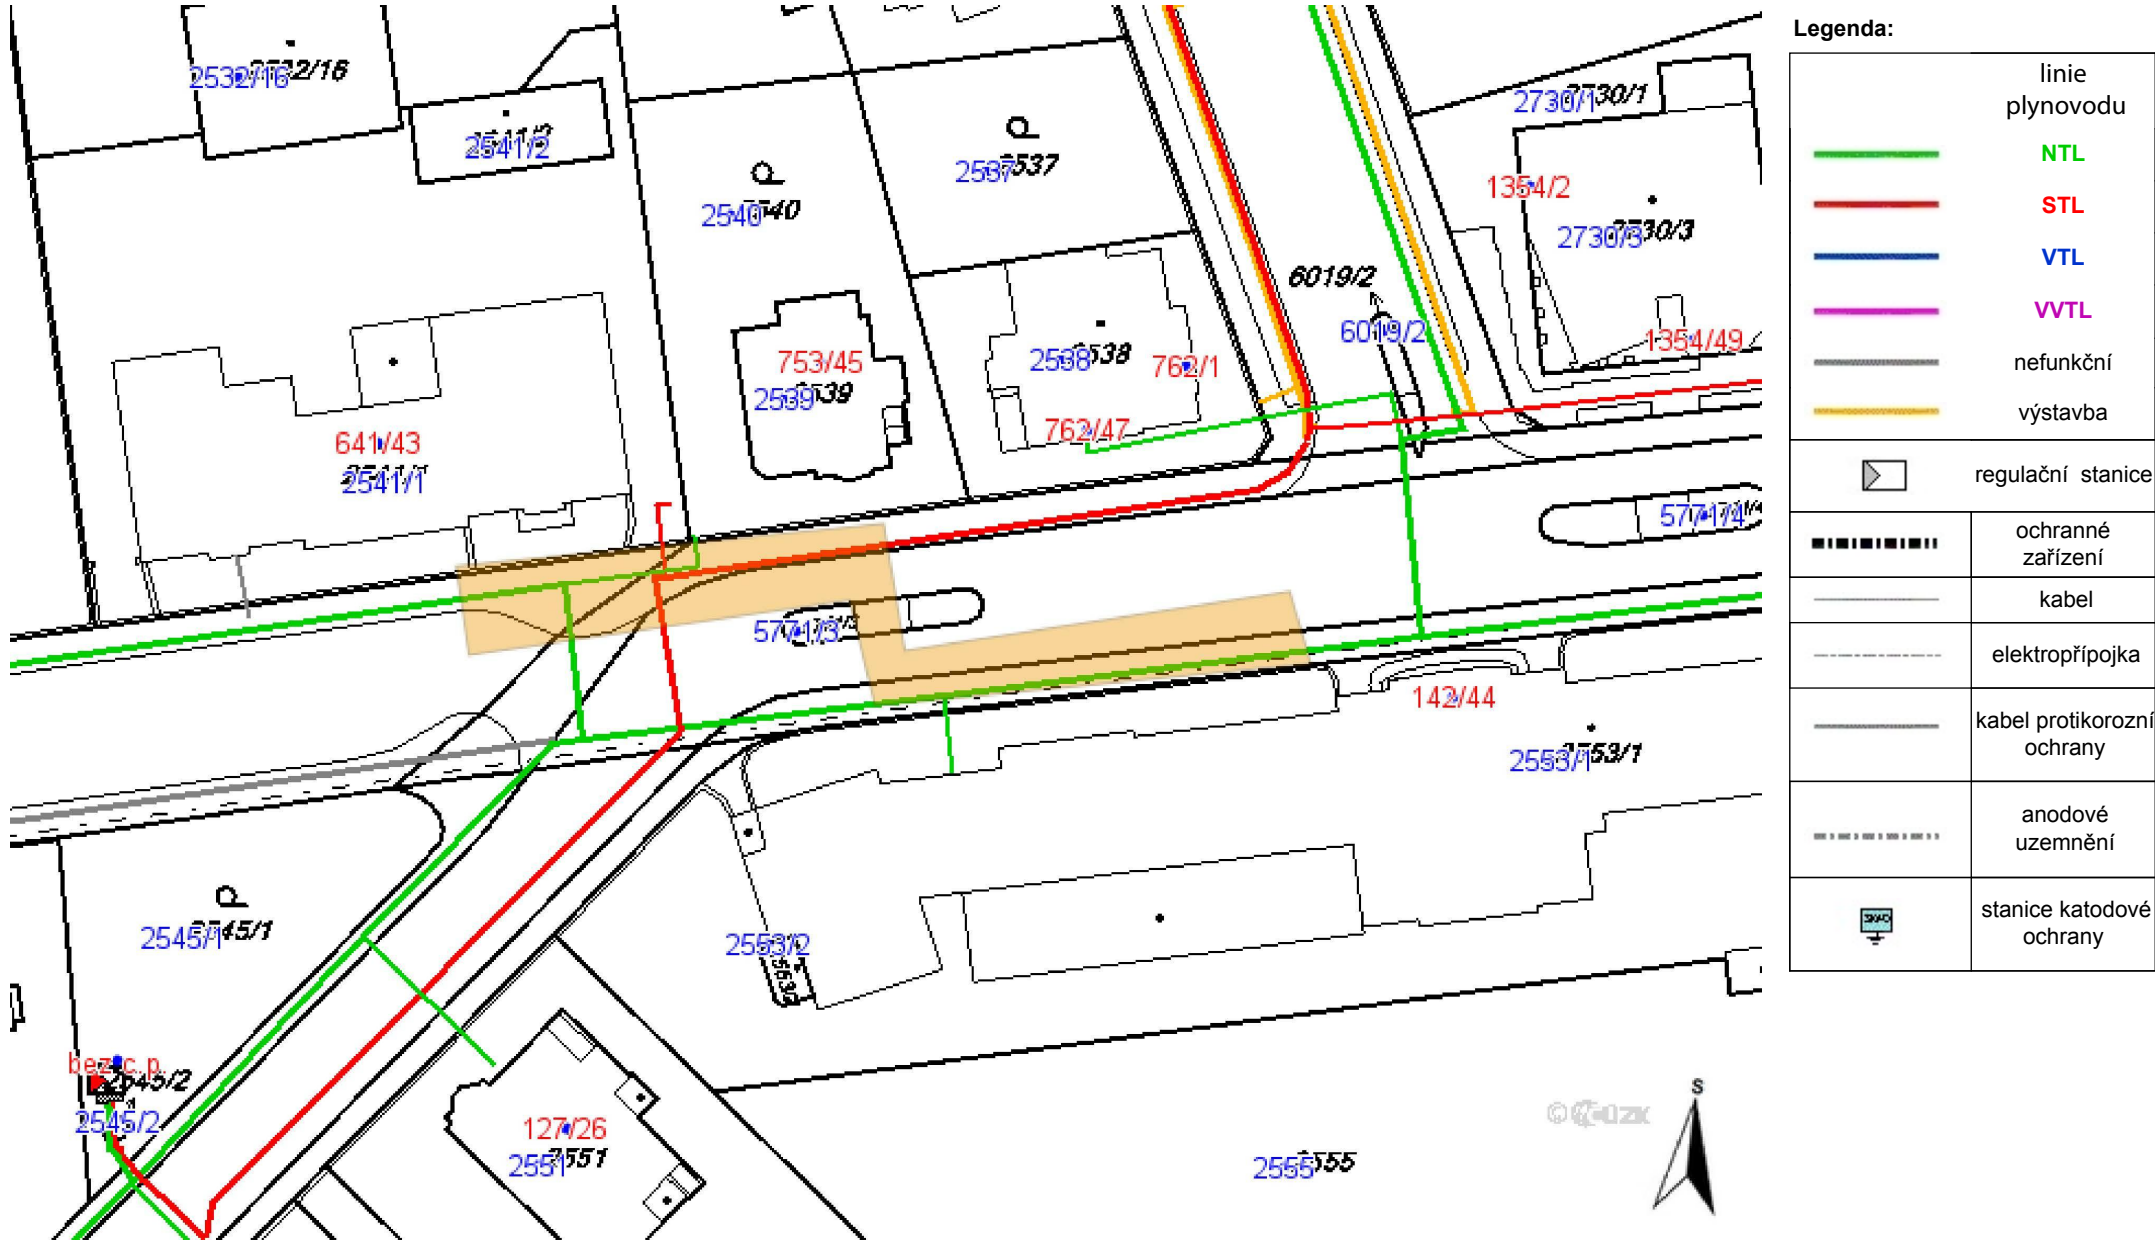 Legenda:
linie
plynovodu
NTL
STL
VTL
VVTL
nefunkční
výstavba
regulační stanice
ochranné
zařízení
kabel
elektropřípojka
kabel protikorozní
ochrany
anodové
uzemnění
stanice katodové
ochrany
2532/16
2541/2
2540
2537
2730/1
1354/2
2730/3
6019/2
6019/2
1354/49
753/45
2539
2538
762/1
762/47
641/43
2541/1
5771/4
5771/3
142/44
2553/1
2545/1
2553/2
bez c.p.
2545/2
2545/2
127/26
2551
2555
S